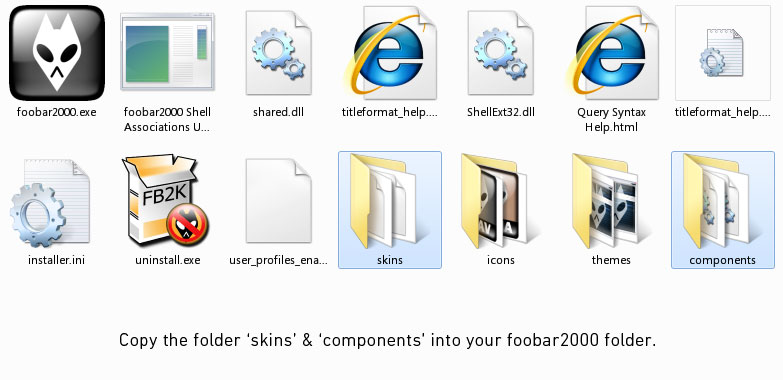 foobar2000.exe
foobar2000 Shell
Associations U...
shared.dll
titleformat_help....
ShellExt32.dll
Query Syntax
Help.html
titleformat_help....
FB2K
installer.ini
uninstall.exe
user_profiles_ena...
skins
icons
themes
components
Copy the folder ‘skins’ & ‘components' into your foobar2000 folder.